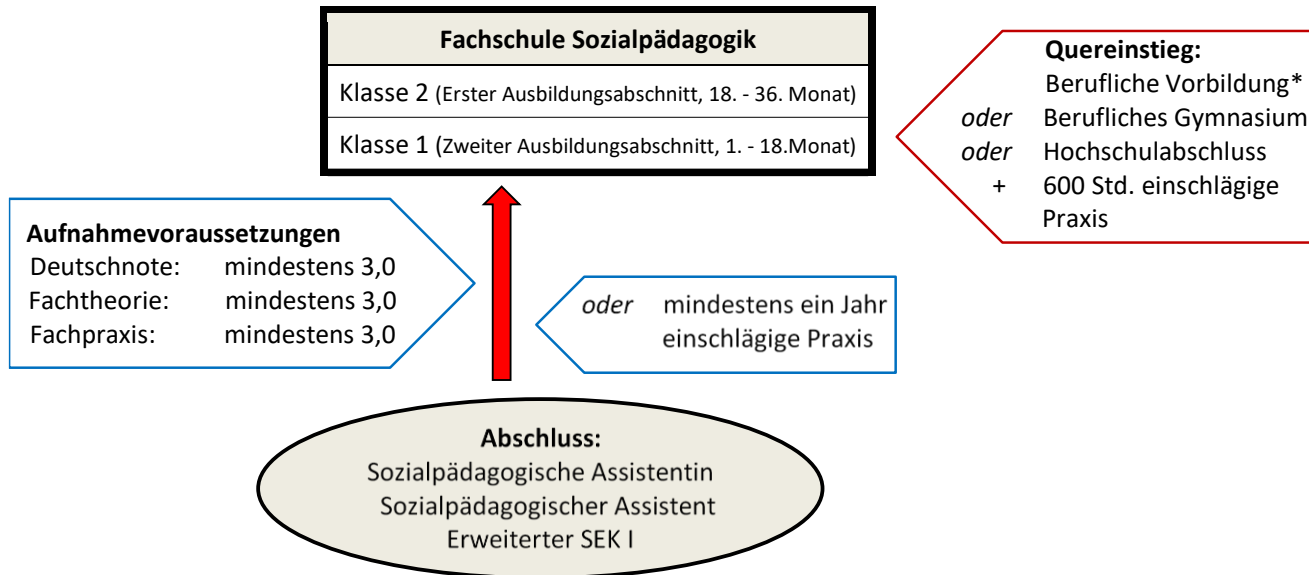 Fachschule Sozialpädagogik
Klasse 2 (Erster Ausbildungsabschnitt, 18. - 36. Monat)
Klasse 1 (Zweiter Ausbildungsabschnitt, 1. - 18.Monat)
Quereinstieg:
Berufliche Vorbildung*
oder Berufliches Gymnasium
oder Hochschulabschluss
+ 600 Std. einschlägige
Praxis
Aufnahmevoraussetzungen
Deutschnote: mindestens 3,0
Fachtheorie: mindestens 3,0
Fachpraxis: mindestens 3,0
oder mindestens ein Jahr
einschlägige Praxis
Abschluss:
Sozialpädagogische Assistentin
Sozialpädagogischer Assistent
Erweiterter SEK I